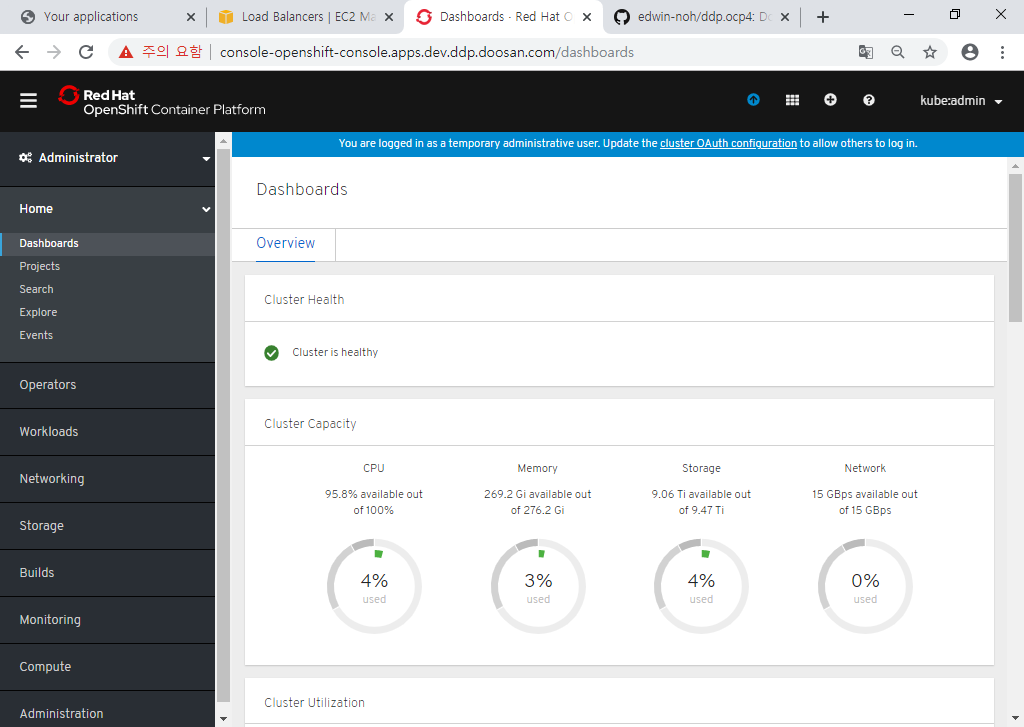 Your applications
Load Balancers | EC2 Ma
Dashboards · Red Hat O
edwin-noh/ddp.ocp4: Do
주의 요함
console-openshift-console.apps.dev.ddp.doosan.com/dashboards
Red Hat
OpenShift Container Platform
kube:admin
Administrator
You are logged in as a temporary administrative user. Update the cluster OAuth configuration to allow others to log in.
Home
Dashboards
Projects
Search
Explore
Events
Operators
Workloads
Networking
Storage
Builds
Monitoring
Compute
Administration
Dashboards
Overview
Cluster Health
Cluster is healthy
Cluster Capacity
CPU
95.8% available out
of 100%
4%
used
Memory
269.2 Gi available out
of 276.2 Gi
3%
used
Storage
9.06 Ti available out
of 9.47 Ti
4%
used
Network
15 GBps available out
of 15 GBps
0%
used
Cluster Utilization